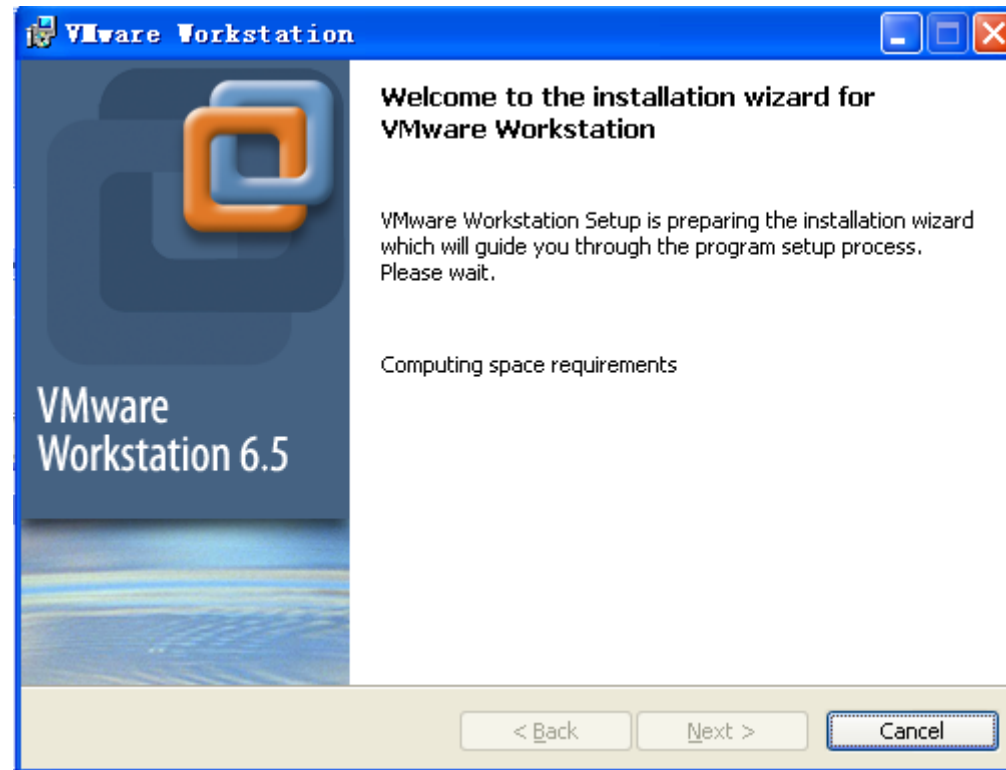 VMware Workstation
Welcome to the installation wizard for
VMware Workstation
VMware Workstation Setup is preparing the installation wizard
which will guide you through the program setup process.
Please wait.
Computing space requirements
VMware
Workstation 6.5
< Back
Next >
Cancel